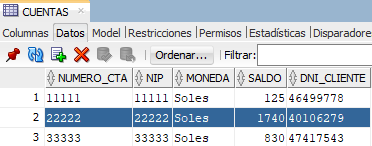 CUENTAS
Columnas Datos Model Restricciones Permisos Estadísticas Disparadore
Ordenar... Filtrar:
NUMERO_CTA NIP MONEDA SALDO DNI_CLIENTE
1 11111 11111 Soles 125 46499778
2 22222 22222 Soles 1740 40106279
3 33333 33333 Soles 830 47417543